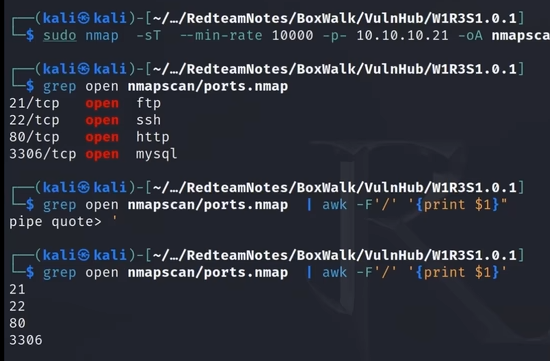 ┌──(kali㉿kali)-[~/…/RedteamNotes/BoxWalk/VulnHub/W1R3S1.0.1]
└─$ sudo nmap  -sT  --min-rate 10000 -p- 10.10.10.21 -oA nmapsca
┌──(kali㉿kali)-[~/…/RedteamNotes/BoxWalk/VulnHub/W1R3S1.0.1]
└─$ grep open nmapscan/ports.nmap
21/tcp   open  ftp
22/tcp   open  ssh
80/tcp   open  http
3306/tcp open  mysql
┌──(kali㉿kali)-[~/…/RedteamNotes/BoxWalk/VulnHub/W1R3S1.0.1]
└─$ grep open nmapscan/ports.nmap  | awk -F'/' '{print $1}"
pipe quote> '
┌──(kali㉿kali)-[~/…/RedteamNotes/BoxWalk/VulnHub/W1R3S1.0.1]
└─$ grep open nmapscan/ports.nmap  | awk -F'/' '{print $1}'
21
22
80
3306